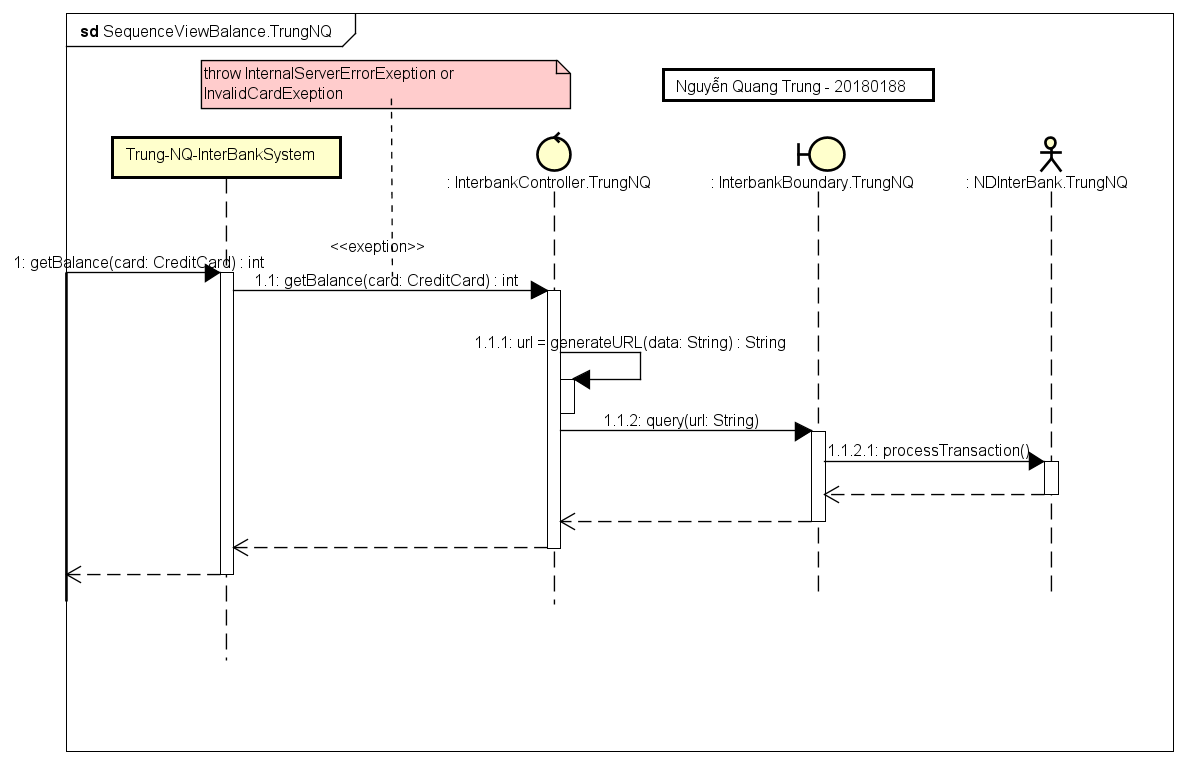 sd SequenceViewBalance.TrungNQ
throw InternalServerErrorExeption or
InvalidCardExeption
Nguyễn Quang Trung - 20180188
Trung-NQ-InterBankSystem
: InterbankController.TrungNQ
: InterbankBoundary.TrungNQ
: NDInterBank.TrungNQ
<<exeption>>
1: getBalance(card: CreditCard) : int
1.1: getBalance(card: CreditCard) : int
1.1.1: url = generateURL(data: String) : String
1.1.2: query(url: String)
1.1.2.1: processTransaction()